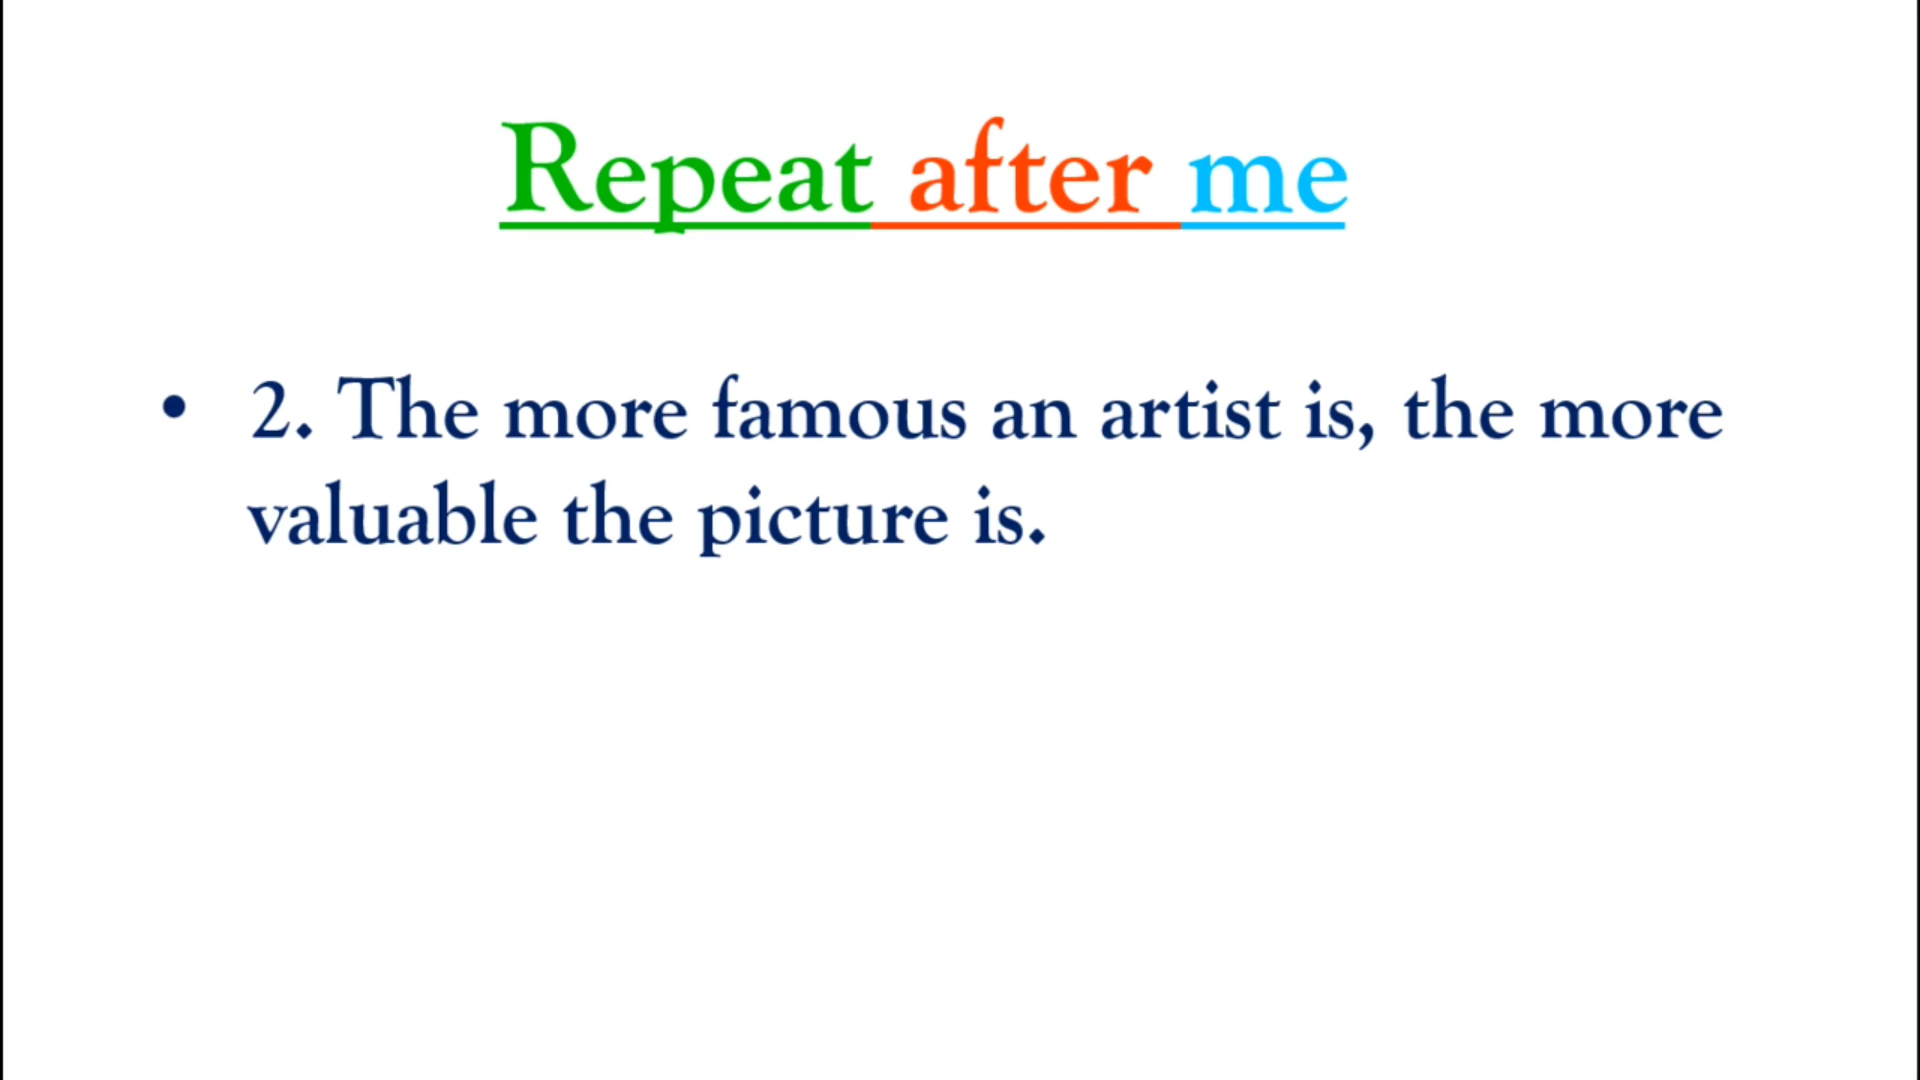 Repeat after me
• 2. The more famous an artist is, the more
valuable the picture is.